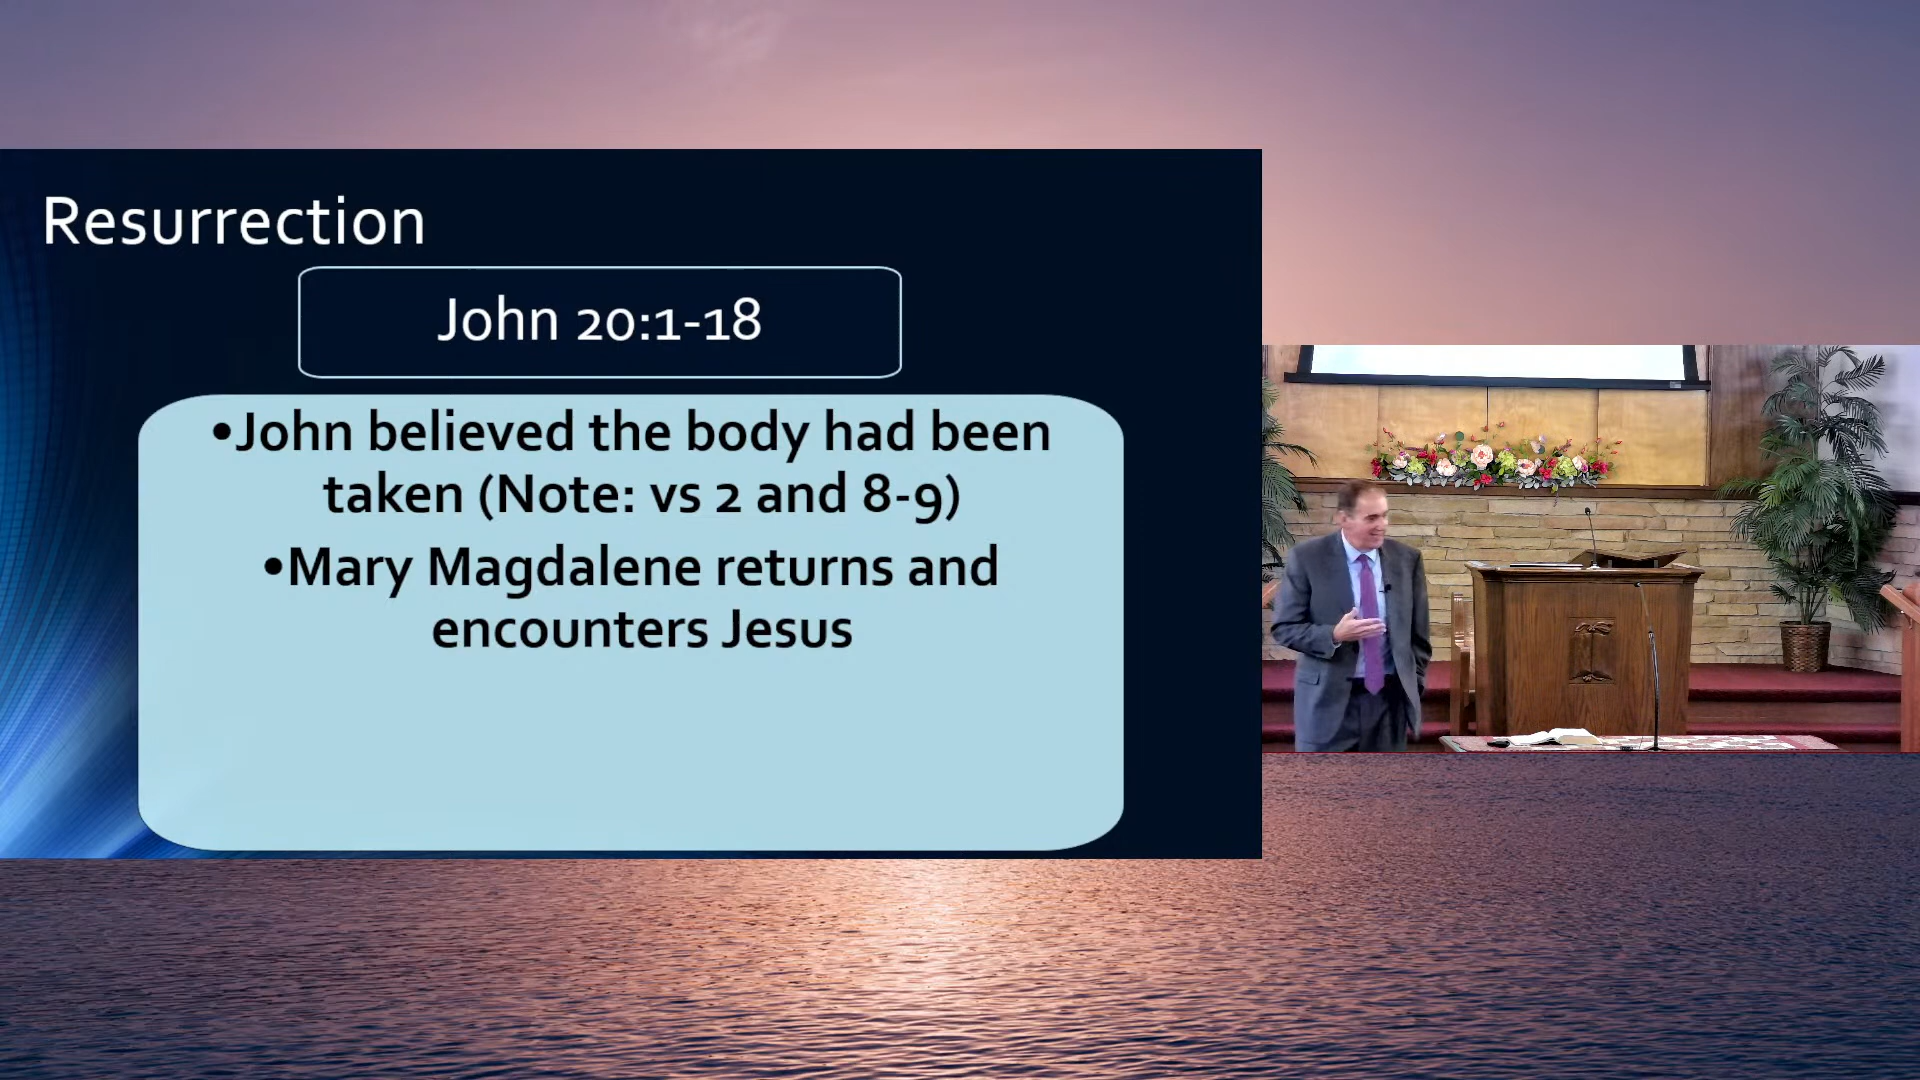 Resurrection
John 20:1-18
•John believed the body had been
taken (Note: vs 2 and 8-9)
•Mary Magdalene returns and
encounters Jesus